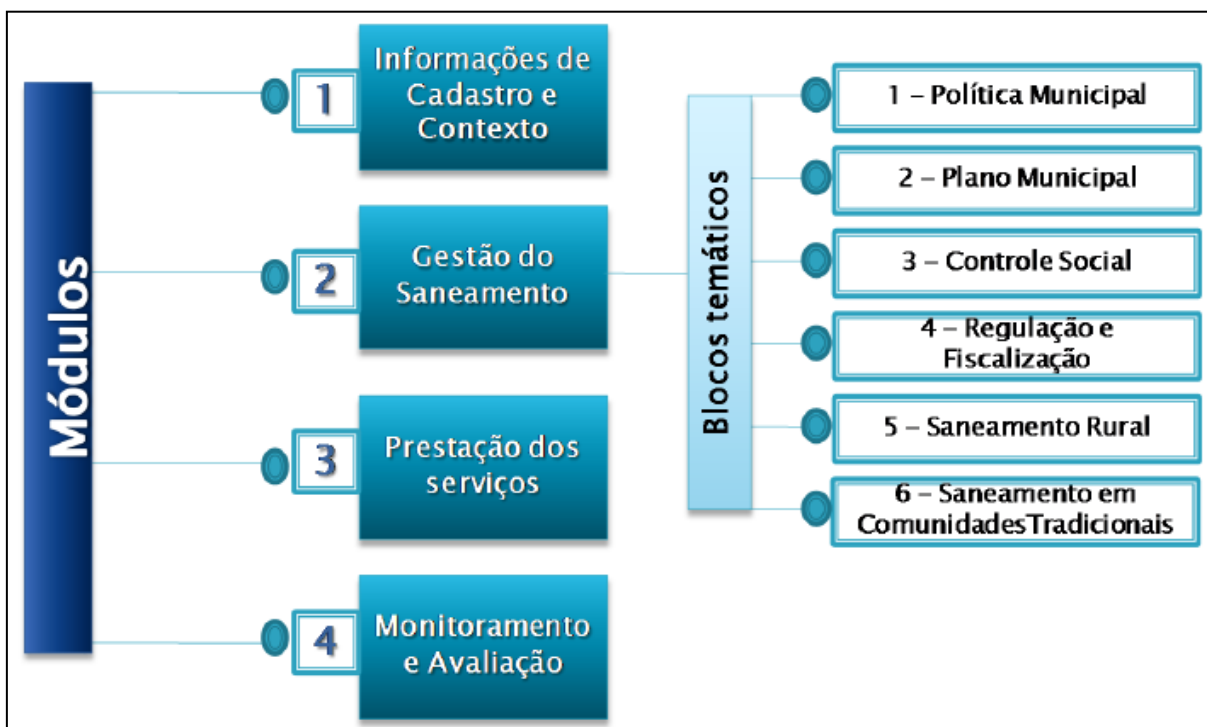 Módulos
1
Informações de
Cadastro e
Contexto
2
Gestão do
Saneamento
3
Prestação dos
serviços
4
Monitoramento
e Avaliação
Blocos temáticos
1 – Política Municipal
2 – Plano Municipal
3 – Controle Social
4 – Regulação e
Fiscalização
5 – Saneamento Rural
6 – Saneamento em
ComunidadesTradicionais